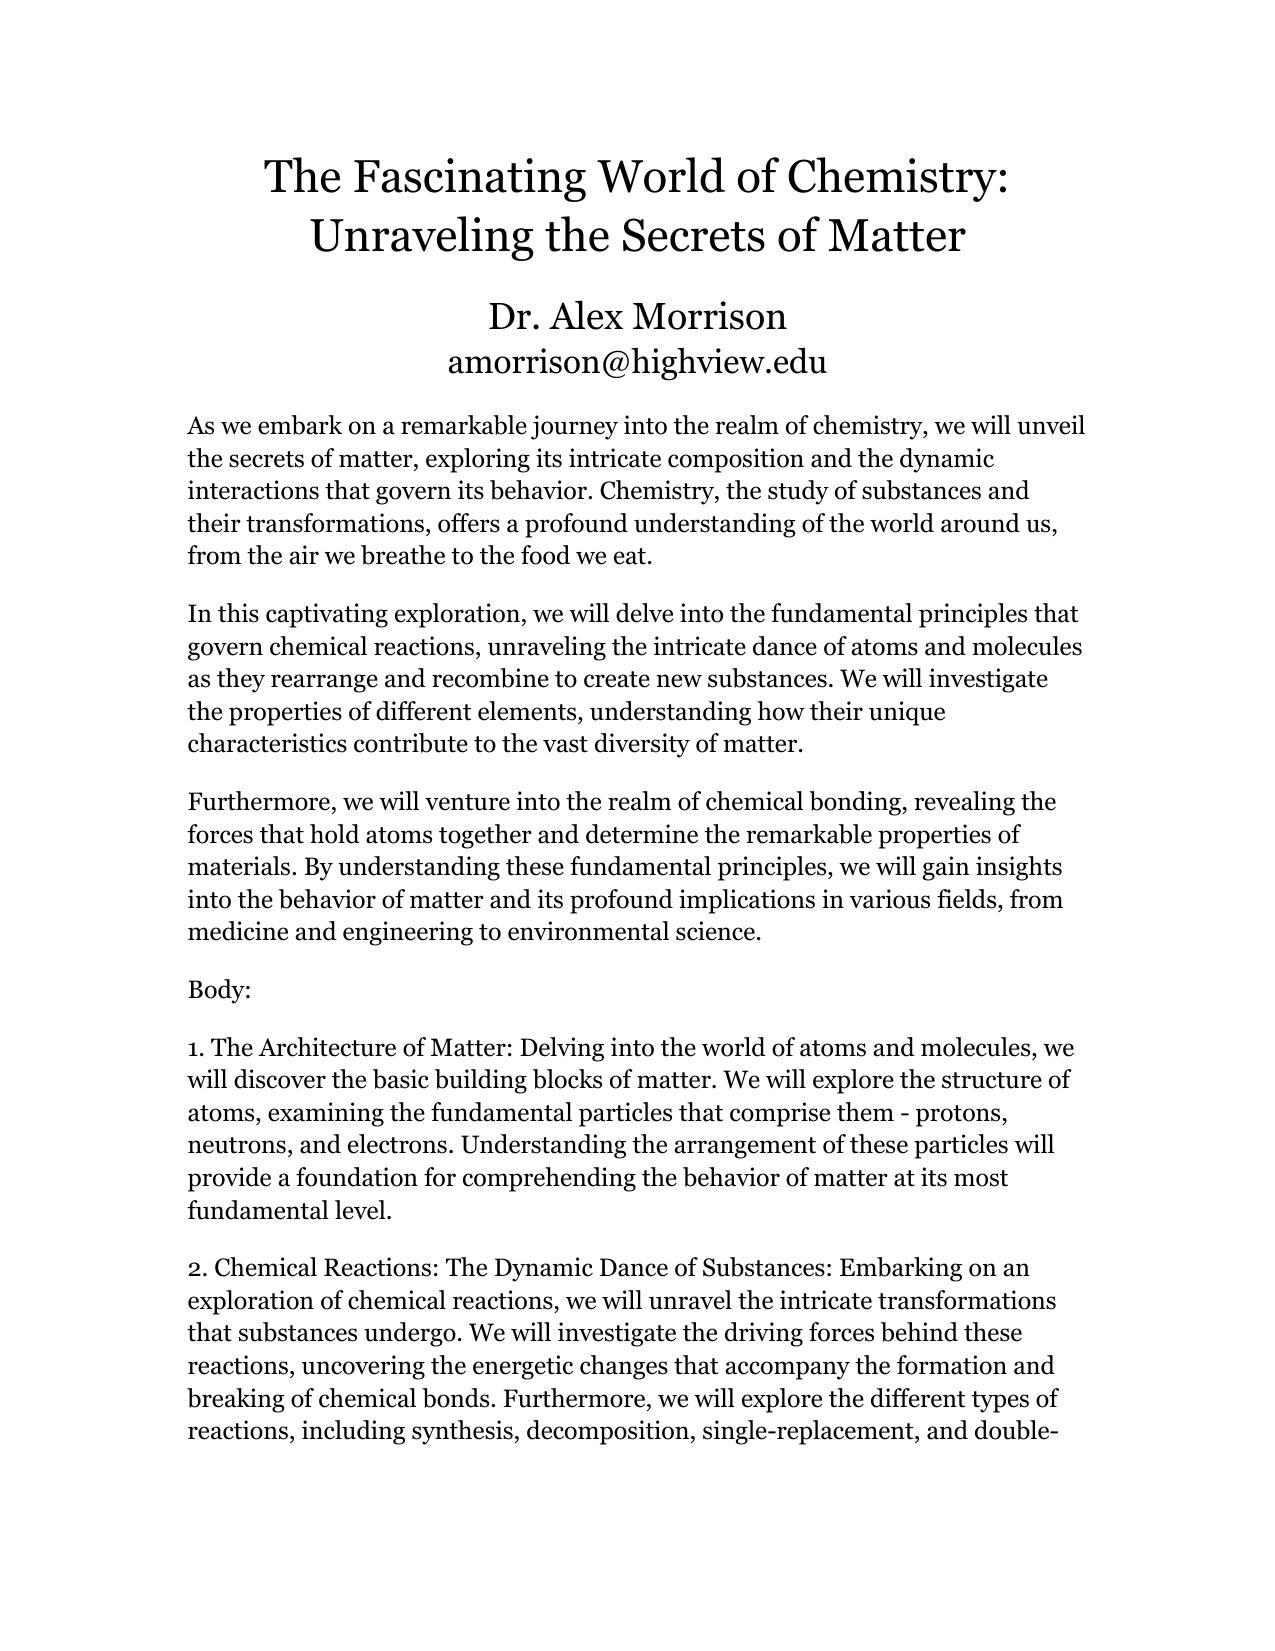 The Fascinating World of Chemistry:
Unraveling the Secrets of Matter
Dr. Alex Morrison
amorrison@highview.edu
As we embark on a remarkable journey into the realm of chemistry, we will unveil
the secrets of matter, exploring its intricate composition and the dynamic
interactions that govern its behavior. Chemistry, the study of substances and
their transformations, offers a profound understanding of the world around us,
from the air we breathe to the food we eat.
In this captivating exploration, we will delve into the fundamental principles that
govern chemical reactions, unraveling the intricate dance of atoms and molecules
as they rearrange and recombine to create new substances. We will investigate
the properties of different elements, understanding how their unique
characteristics contribute to the vast diversity of matter.
Furthermore, we will venture into the realm of chemical bonding, revealing the
forces that hold atoms together and determine the remarkable properties of
materials. By understanding these fundamental principles, we will gain insights
into the behavior of matter and its profound implications in various fields, from
medicine and engineering to environmental science.
Body:
1. The Architecture of Matter: Delving into the world of atoms and molecules, we
will discover the basic building blocks of matter. We will explore the structure of
atoms, examining the fundamental particles that comprise them - protons,
neutrons, and electrons. Understanding the arrangement of these particles will
provide a foundation for comprehending the behavior of matter at its most
fundamental level.
2. Chemical Reactions: The Dynamic Dance of Substances: Embarking on an
exploration of chemical reactions, we will unravel the intricate transformations
that substances undergo. We will investigate the driving forces behind these
reactions, uncovering the energetic changes that accompany the formation and
breaking of chemical bonds. Furthermore, we will explore the different types of
reactions, including synthesis, decomposition, single-replacement, and double-